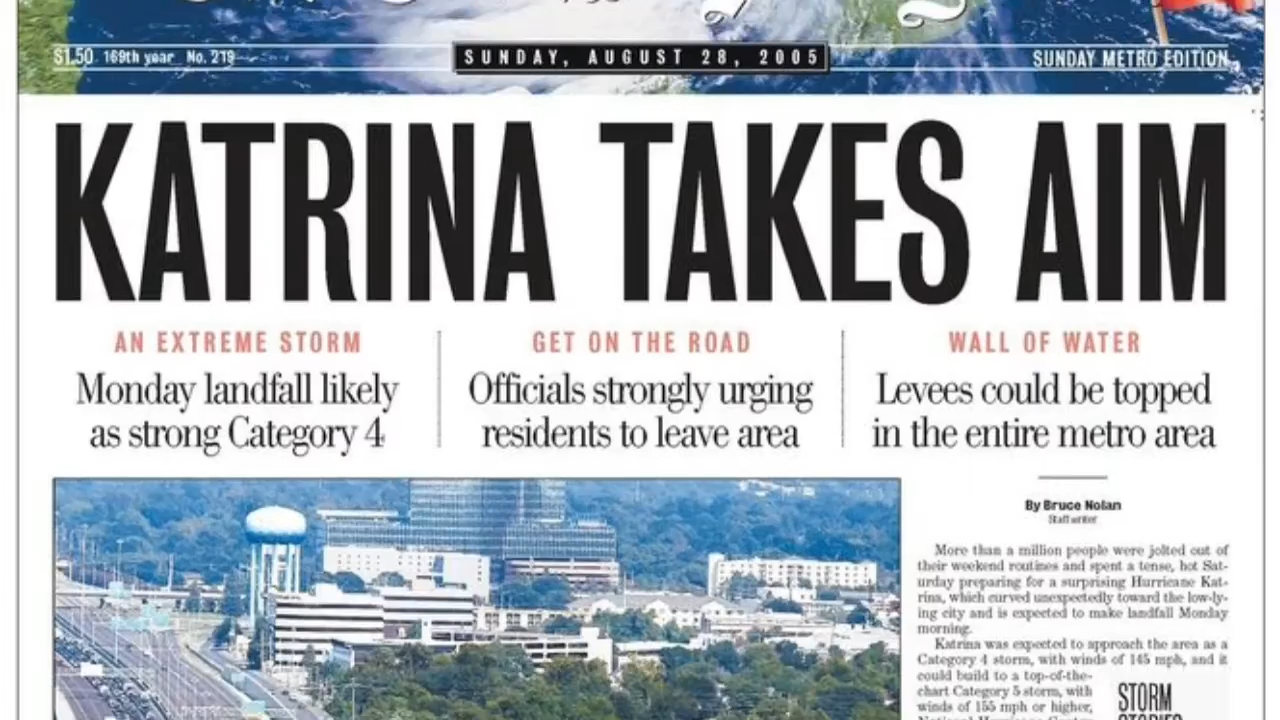 $1.50 169th year No. 219
SUNDAY, AUGUST 28, 2005
SUNDAY METRO EDITION
KATRINA TAKES AIM
AN EXTREME STORM
Monday landfall likely
as strong Category 4
GET ON THE ROAD
Officials strongly urging
residents to leave area
WALL OF WATER
Levees could be topped
in the entire metro area
By Bruce Nolan
Staff writer
More than a million people were jolted out of
their weekend routines and spent a tense, hot Sat-
urday preparing for a surprising Hurricane Kat-
rina, which curved unexpectedly toward the low-ly-
ing city and is expected to make landfall Monday
morning.
Katrina was expected to approach the area as a
Category 4 storm, with winds of 145 mph, and it
could build to a top-of-the-
chart Category 5 storm, with
winds of 155 mph or higher,
National Hurricane Center
STORM
STORIES